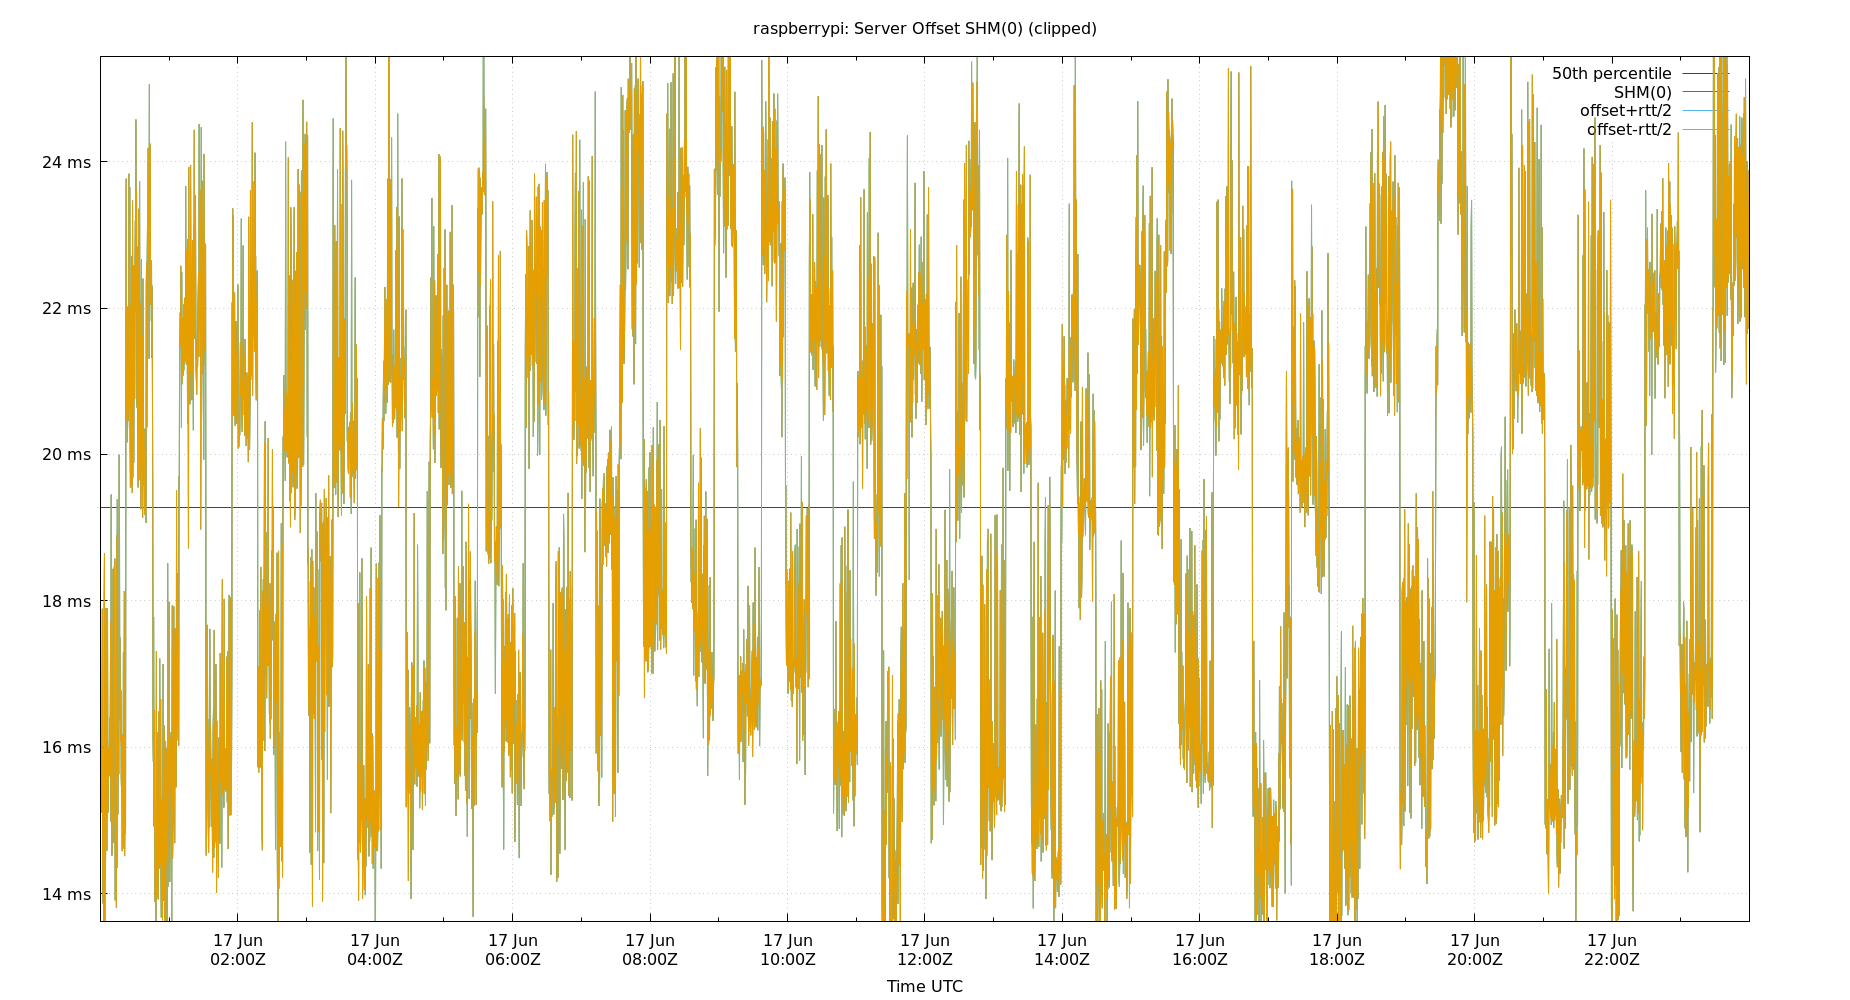 raspberrypi: Server Offset SHM(0) (clipped)
50th percentile
SHM(0)
offset+rtt/2
offset-rtt/2
24 ms
22 ms
20 ms
18 ms
16 ms
14 ms
17 Jun 17 Jun 17 Jun 17 Jun 17 Jun 17 Jun 17 Jun 17 Jun 17 Jun 17 Jun 17 Jun
02:00Z 04:00Z 06:00Z 08:00Z 10:00Z 12:00Z 14:00Z 16:00Z 18:00Z 20:00Z 22:00Z
Time UTC